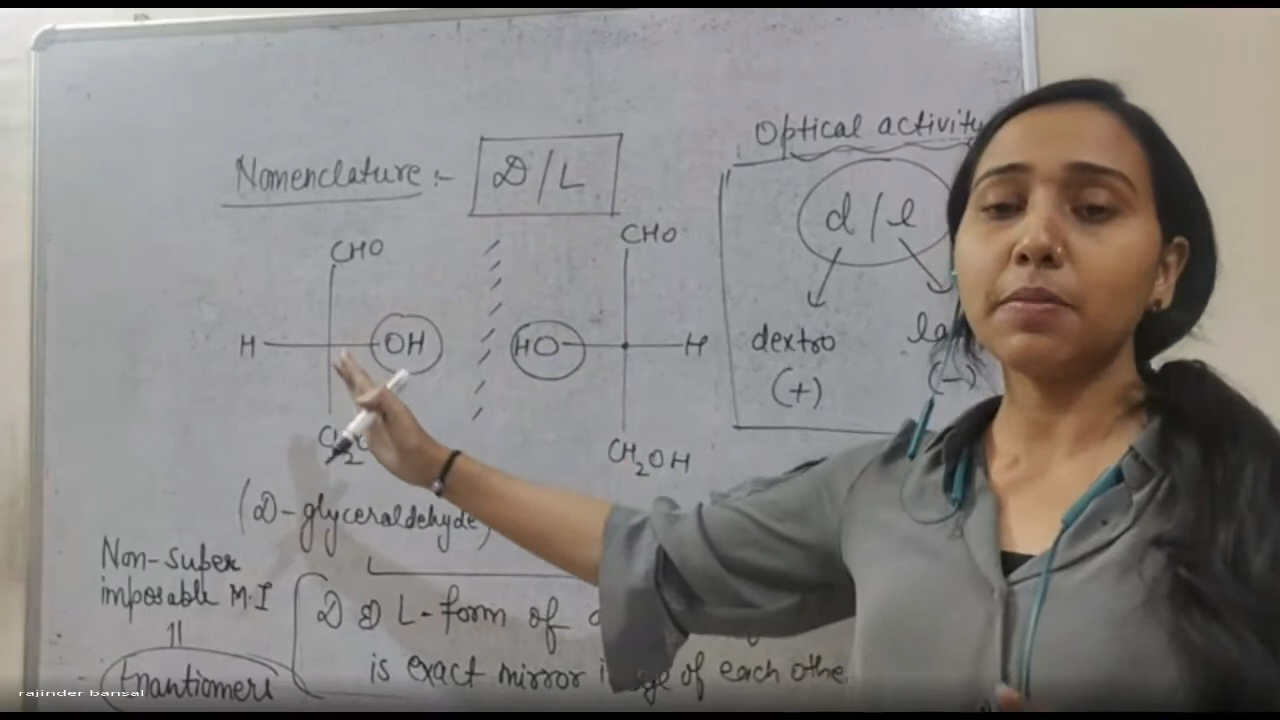 Optical activity
Nomenclature :- D/L
d/l
CHO
CHO
H
OH
HO
H
dextro
(+)
(-)
CH2OH
(D-glyceraldehyde)
Non-super
imposable M.I
D & L-form of
is exact mirror of each othe
Enantiomers
rajinder bansal